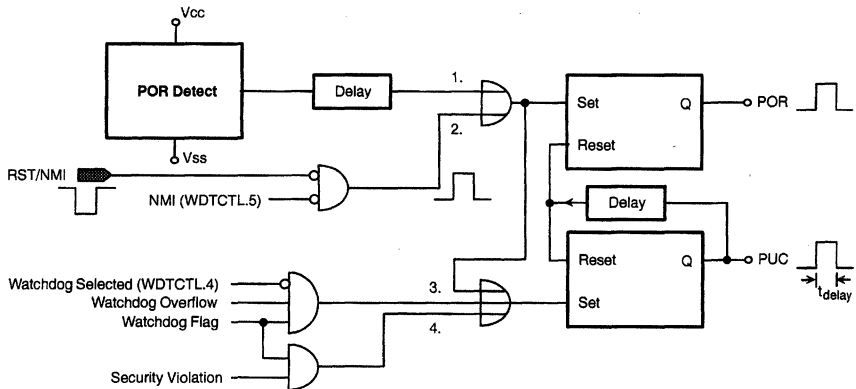 Vcc
POR Detect
Delay
1.
2.
Set
Q
POR
Reset
Vss
RST/NMI
NMI (WDTCTL.5)
Delay
Reset
Q
PUC
Set
tdelay
Watchdog Selected (WDTCTL.4)
3.
Watchdog Overflow
Watchdog Flag
4.
Security Violation